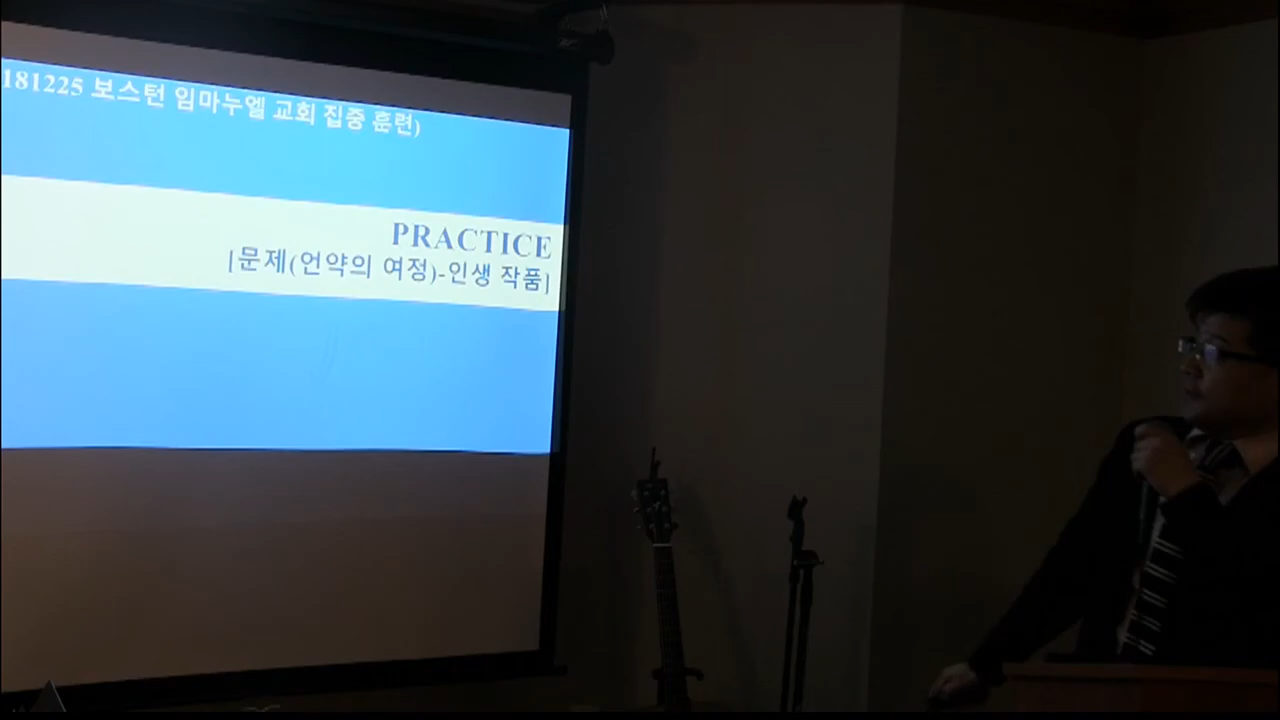 181225 보스턴 임마누엘 교회 집중 훈련)
PRACTICE
[문제(언약의 여정)-인생 작품]